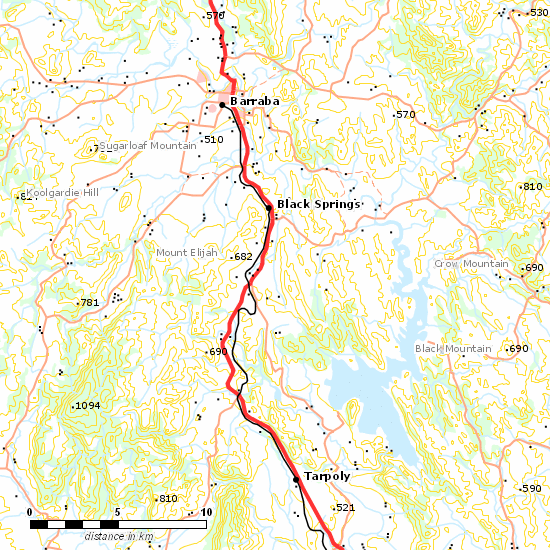 570
530
Barraba
570
.510
Sugarloaf Mountain
810
Koolgardie Hill
Black Springs
Mount Elijah
682
Crow Mountain
690
781
Black Mountain
690
690
1094
Tarpoly
590
810
521
0 5 10
distance in km